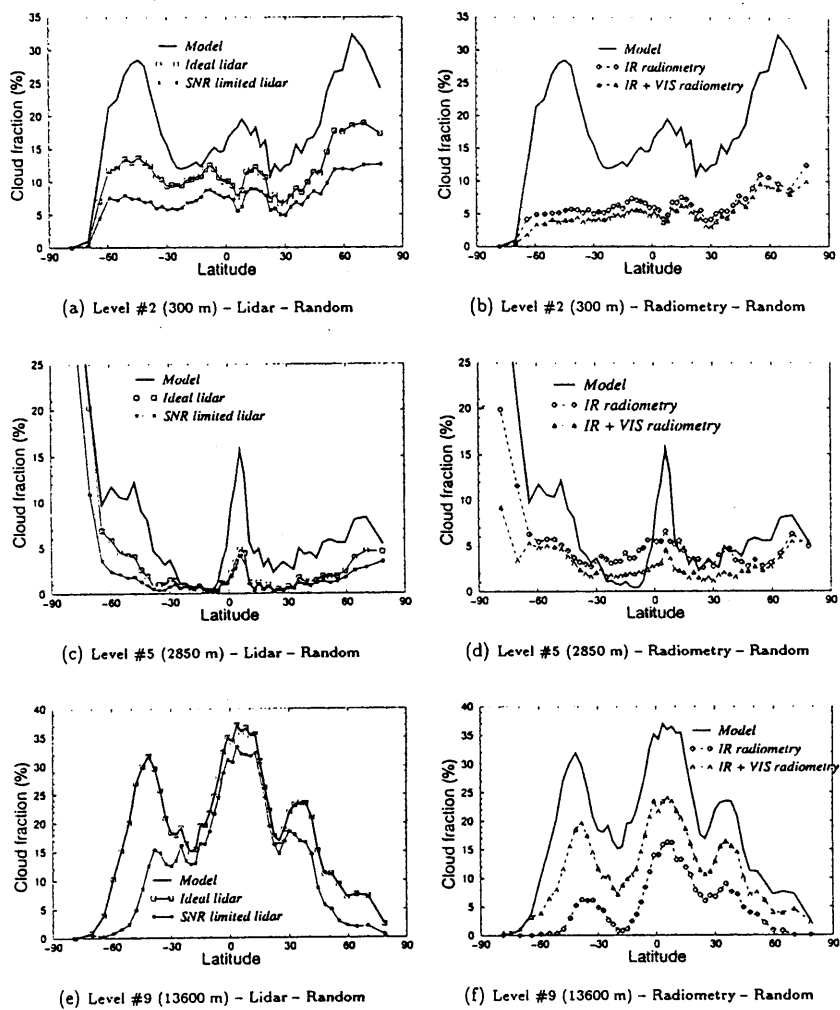 35
30
25
20
15
10
5
0
Cloud fraction (%)
Model
Ideal lidar
SNR limited lidar
-90 -60 -30 0 30 60 90
Latitude
(a) Level #2 (300 m) – Lidar – Random
35
30
25
20
15
10
5
0
Cloud fraction (%)
Model
IR radiometry
IR + VIS radiometry
-90 -60 -30 0 30 60 90
Latitude
(b) Level #2 (300 m) – Radiometry – Random
25
20
15
10
5
0
Cloud fraction (%)
Model
Ideal lidar
SNR limited lidar
-90 -60 -30 0 30 60 90
Latitude
(c) Level #5 (2850 m) – Lidar – Random
25
20
15
10
5
0
Cloud fraction (%)
Model
IR radiometry
IR + VIS radiometry
-90 -60 -30 0 30 60 90
Latitude
(d) Level #5 (2850 m) – Radiometry – Random
40
35
30
25
20
15
10
5
0
Cloud fraction (%)
Model
Ideal lidar
SNR limited lidar
-90 -60 -30 0 30 60 90
Latitude
(e) Level #9 (13600 m) – Lidar – Random
40
35
30
25
20
15
10
5
0
Cloud fraction (%)
Model
IR radiometry
IR + VIS radiometry
-90 -60 -30 0 30 60 90
Latitude
(f) Level #9 (13600 m) – Radiometry – Random